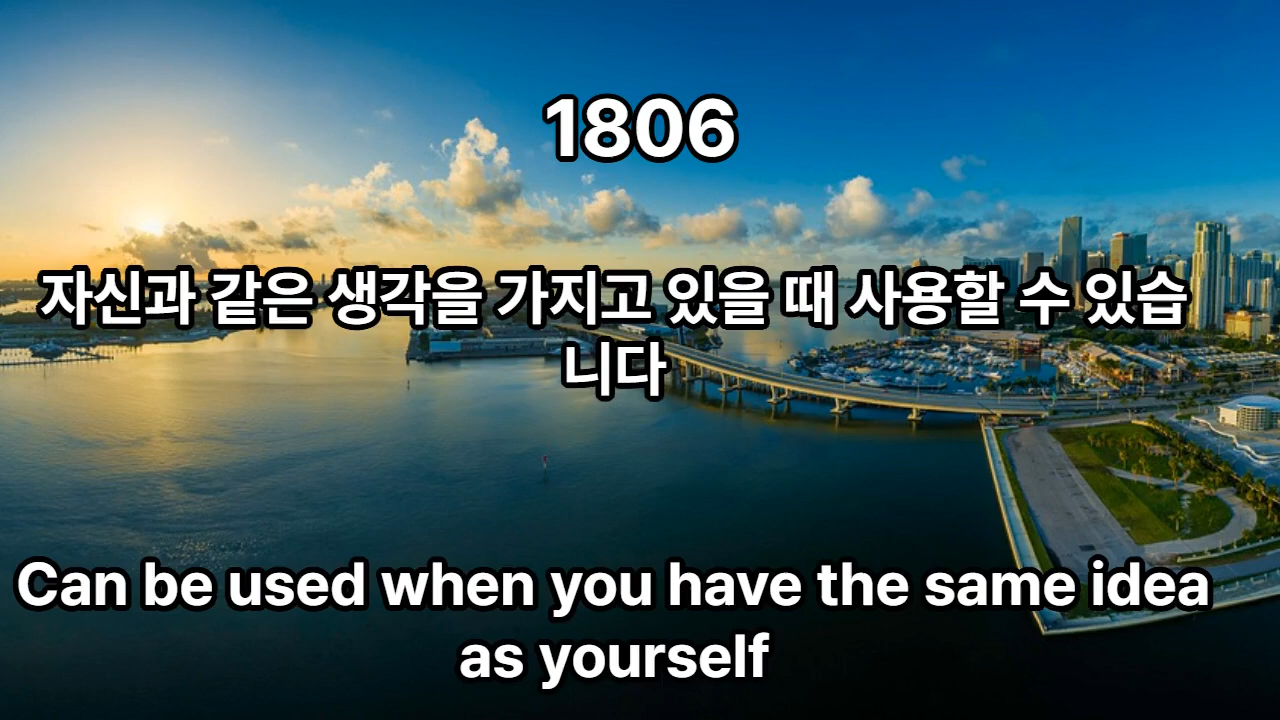 1806
자신과 같은 생각을 가지고 있을 때 사용할 수 있습
니다
Can be used when you have the same idea
as yourself